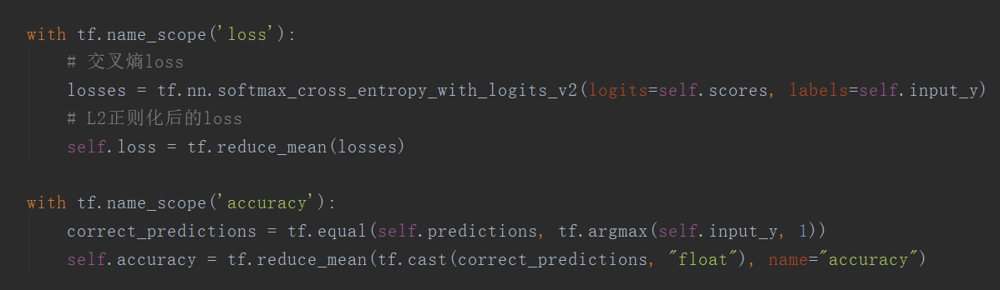 with tf.name_scope('loss'):
    # 交叉熵loss
    losses = tf.nn.softmax_cross_entropy_with_logits_v2(logits=self.scores, labels=self.input_y)
    # L2正则化后的loss
    self.loss = tf.reduce_mean(losses)

with tf.name_scope('accuracy'):
    correct_predictions = tf.equal(self.predictions, tf.argmax(self.input_y, 1))
    self.accuracy = tf.reduce_mean(tf.cast(correct_predictions, "float"), name="accuracy")